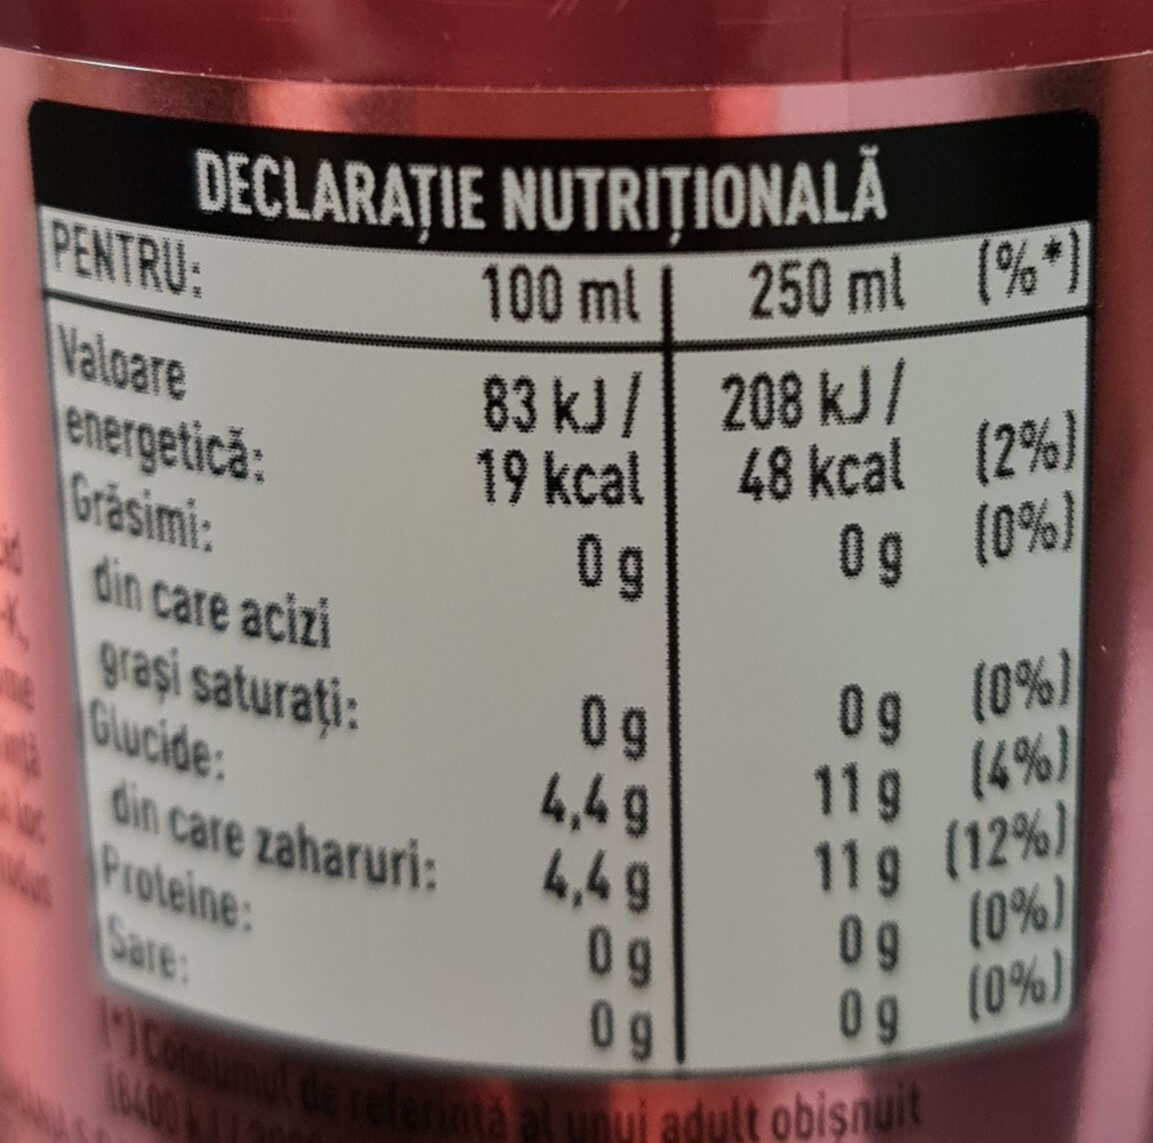 DECLARAȚIE NUTRIȚIONALĂ
PENTRU: 100 ml 250 ml (%*)
Valoare
energetică: 83 kJ / 208 kJ /
19 kcal 48 kcal (2%)
Grăsimi: 0 g 0 g (0%)
din care acizi
grași saturați: 0 g 0 g (0%)
Glucide: 4,4 g 11 g (4%)
din care zaharuri: 4,4 g 11 g (12%)
Proteine: 0 g 0 g (0%)
Sare: 0 g 0 g (0%)
(*)Consumul de referință al unui adult obișnuit